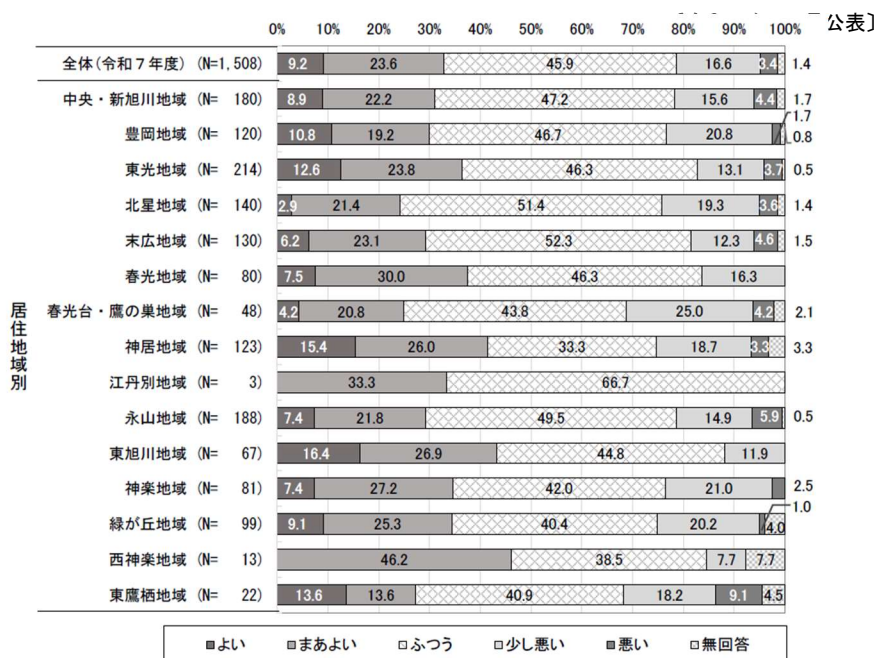 公表〕
0% 10% 20% 30% 40% 50% 60% 70% 80% 90% 100%
全体(令和7年度) (N=1,508) 9.2 23.6 45.9 16.6 3.4 1.4
居住地域別
中央・新旭川地域 (N= 180) 8.9 22.2 47.2 15.6 4.4 1.7
豊岡地域 (N= 120) 10.8 19.2 46.7 20.8 1.7 0.8
東光地域 (N= 214) 12.6 23.8 46.3 13.1 3.7 0.5
北星地域 (N= 140) 2.9 21.4 51.4 19.3 3.6 1.4
末広地域 (N= 130) 6.2 23.1 52.3 12.3 4.6 1.5
春光地域 (N= 80) 7.5 30.0 46.3 16.3
春光台・鷹の巣地域 (N= 48) 4.2 20.8 43.8 25.0 4.2 2.1
神居地域 (N= 123) 15.4 26.0 33.3 18.7 3.3 3.3
江丹別地域 (N= 3) 33.3 66.7
永山地域 (N= 188) 7.4 21.8 49.5 14.9 5.9 0.5
東旭川地域 (N= 67) 16.4 26.9 44.8 11.9
神楽地域 (N= 81) 7.4 27.2 42.0 21.0 2.5
緑が丘地域 (N= 99) 9.1 25.3 40.4 20.2 1.0 4.0
西神楽地域 (N= 13) 46.2 38.5 7.7 7.7
東鷹栖地域 (N= 22) 13.6 13.6 40.9 18.2 9.1 4.5
よい まあよい ふつう 少し悪い 悪い 無回答